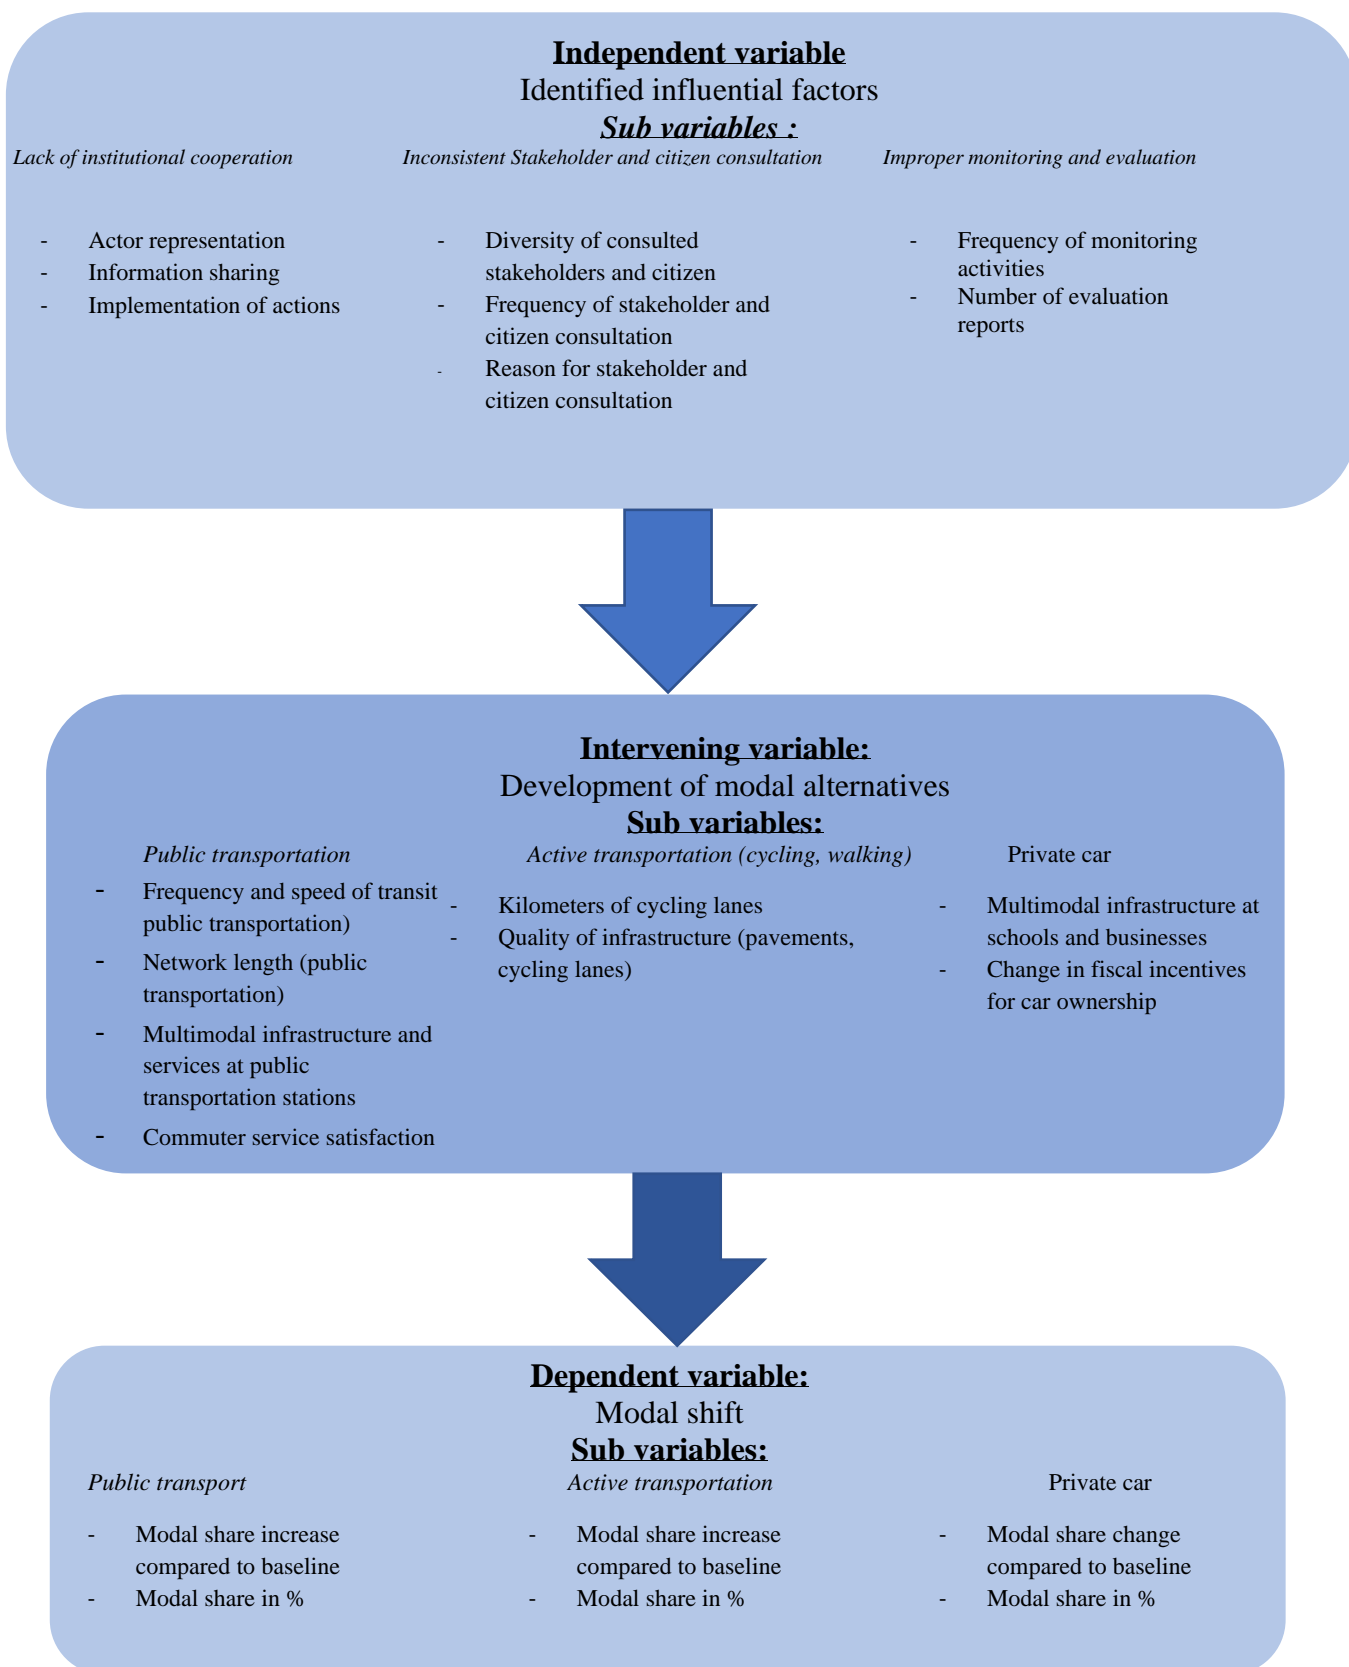 Independent variable
Identified influential factors
Sub variables :
Lack of institutional cooperation
- Actor representation
- Information sharing
- Implementation of actions
Inconsistent Stakeholder and citizen consultation
- Diversity of consulted
stakeholders and citizen
- Frequency of stakeholder and
citizen consultation
- Reason for stakeholder and
citizen consultation
Improper monitoring and evaluation
- Frequency of monitoring
activities
- Number of evaluation
reports
Intervening variable:
Development of modal alternatives
Sub variables:
Public transportation
- Frequency and speed of transit
public transportation)
- Network length (public
transportation)
- Multimodal infrastructure and
services at public
transportation stations
- Commuter service satisfaction
Active transportation (cycling, walking)
- Kilometers of cycling lanes
- Quality of infrastructure (pavements,
cycling lanes)
Private car
- Multimodal infrastructure at
schools and businesses
- Change in fiscal incentives
for car ownership
Dependent variable:
Modal shift
Sub variables:
Public transport
- Modal share increase
compared to baseline
- Modal share in %
Active transportation
- Modal share increase
compared to baseline
- Modal share in %
Private car
- Modal share change
compared to baseline
- Modal share in %